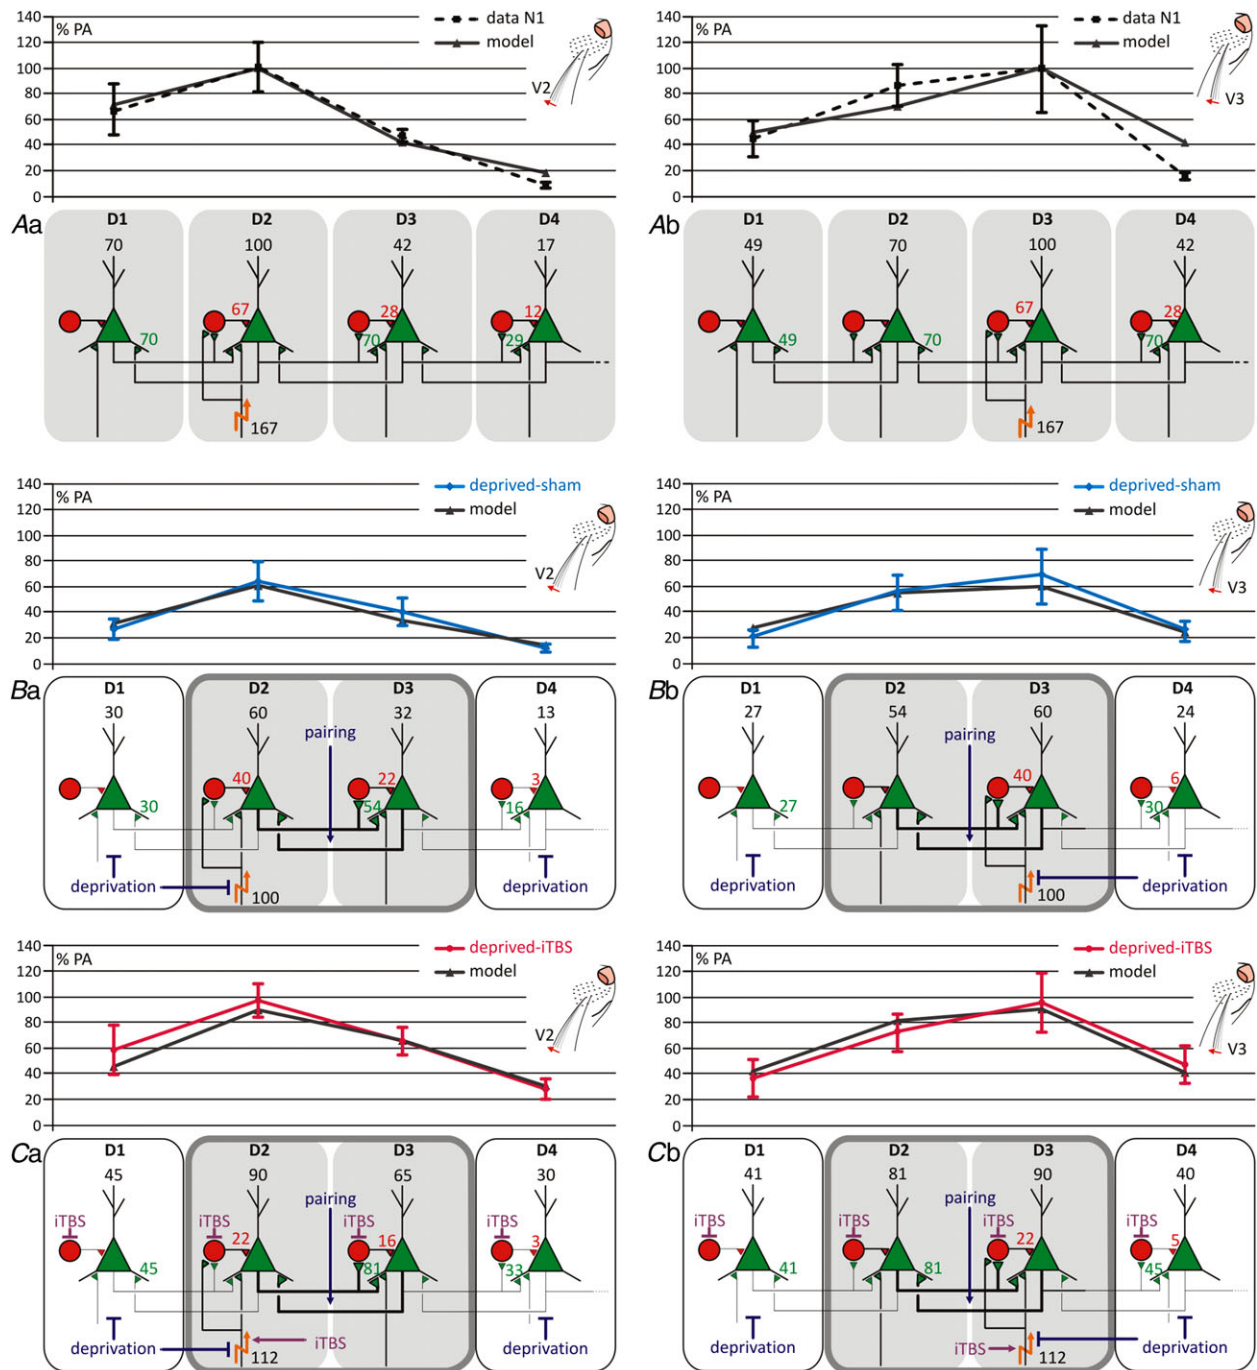 140
120
100
80
60
40
20
0
% PA
data N1
model
V2
Aa
D1 D2 D3 D4
70 100 42 17
67 28 12
70 70 29
167
140
120
100
80
60
40
20
0
% PA
data N1
model
V3
Ab
D1 D2 D3 D4
49 70 100 42
67 28
49 70 70
167
140
120
100
80
60
40
20
0
% PA
deprived-sham
model
V2
Ba
D1 D2 D3 D4
30 60 32 13
pairing
40 22 3
30 54 16
deprivation deprivation
100
140
120
100
80
60
40
20
0
% PA
deprived-sham
model
V3
Bb
D1 D2 D3 D4
27 54 60 24
pairing
40 6
27 30
deprivation deprivation
100
140
120
100
80
60
40
20
0
% PA
deprived-iTBS
model
V2
Ca
D1 D2 D3 D4
45 90 65 30
pairing
iTBS iTBS iTBS iTBS
22 16 3
45 81 33
iTBS
deprivation deprivation
112
140
120
100
80
60
40
20
0
% PA
deprived-iTBS
model
V3
Cb
D1 D2 D3 D4
41 81 90 40
pairing
iTBS iTBS iTBS iTBS
22 5
41 81 45
iTBS
deprivation deprivation
112